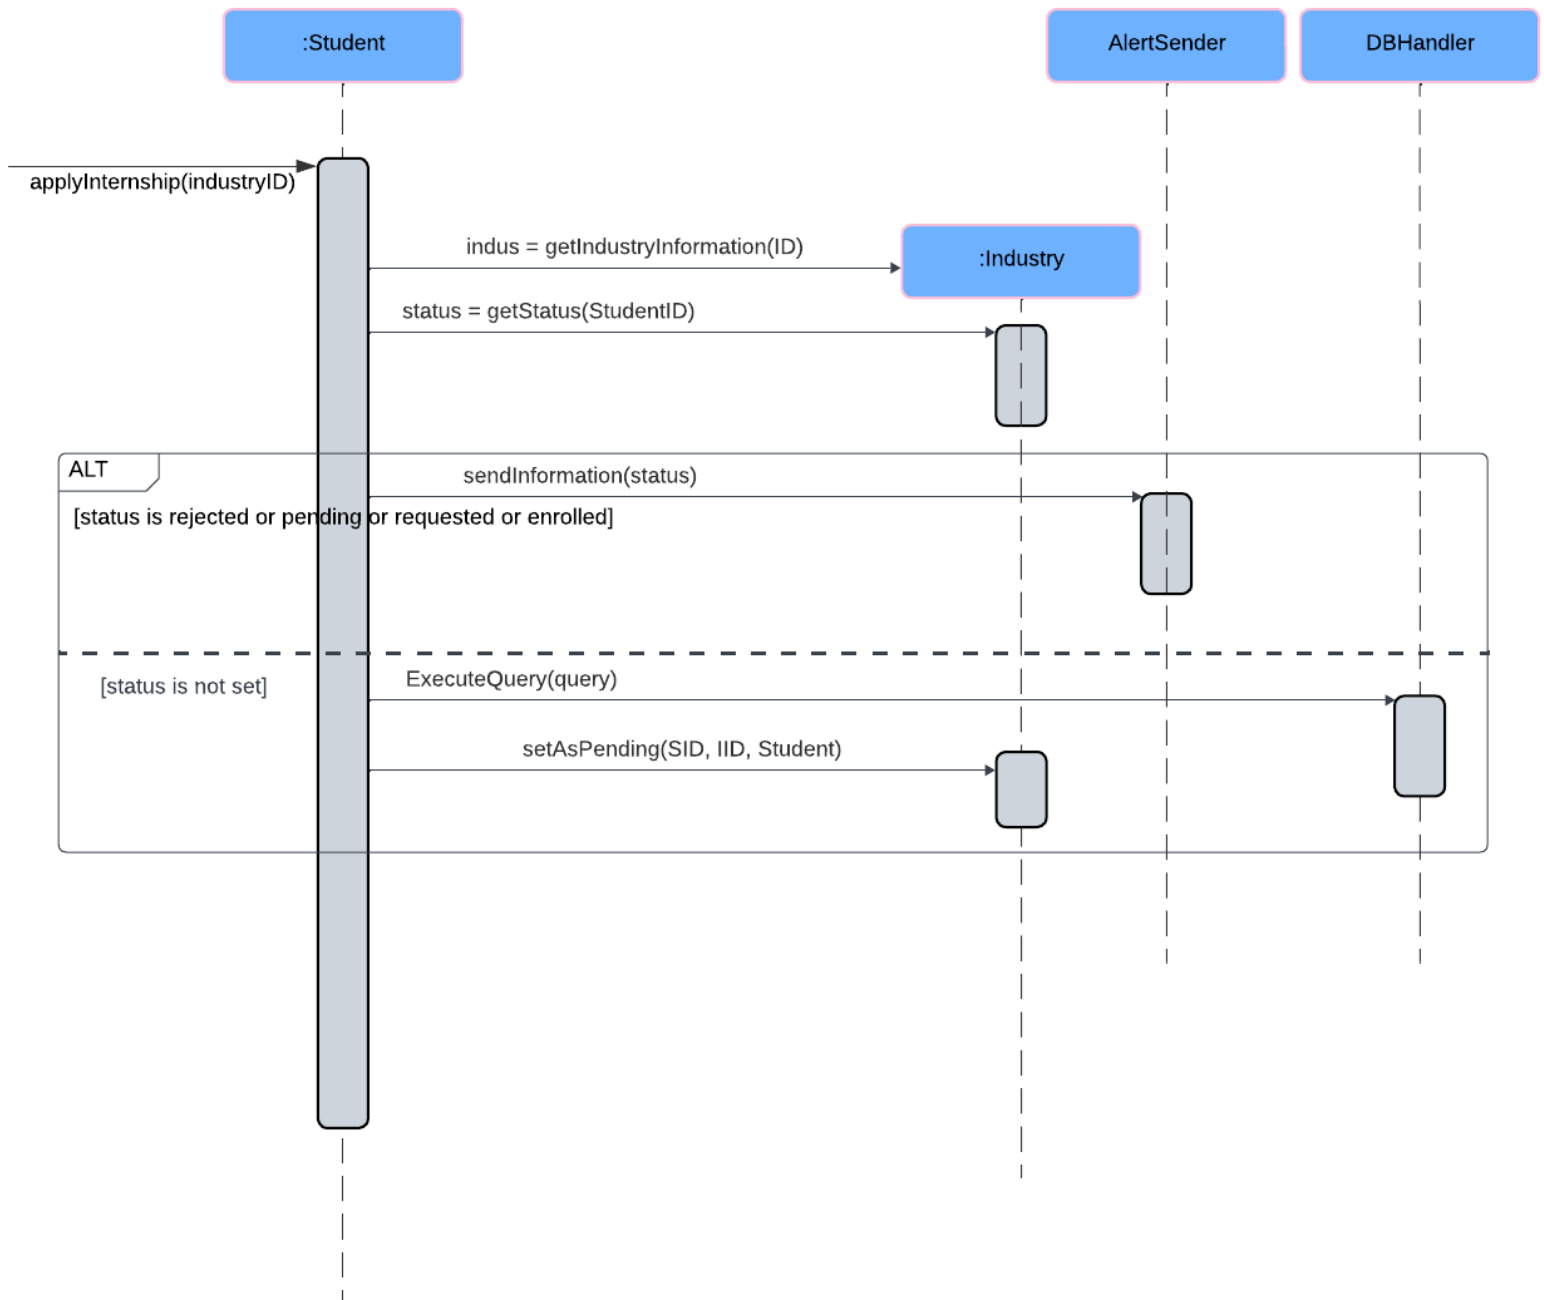 :Student
AlertSender
DBHandler
applyInternship(industryID)
indus = getIndustryInformation(ID)
:Industry
status = getStatus(StudentID)
ALT
sendInformation(status)
[status is rejected or pending or requested or enrolled]
ExecuteQuery(query)
[status is not set]
setAsPending(SID, IID, Student)